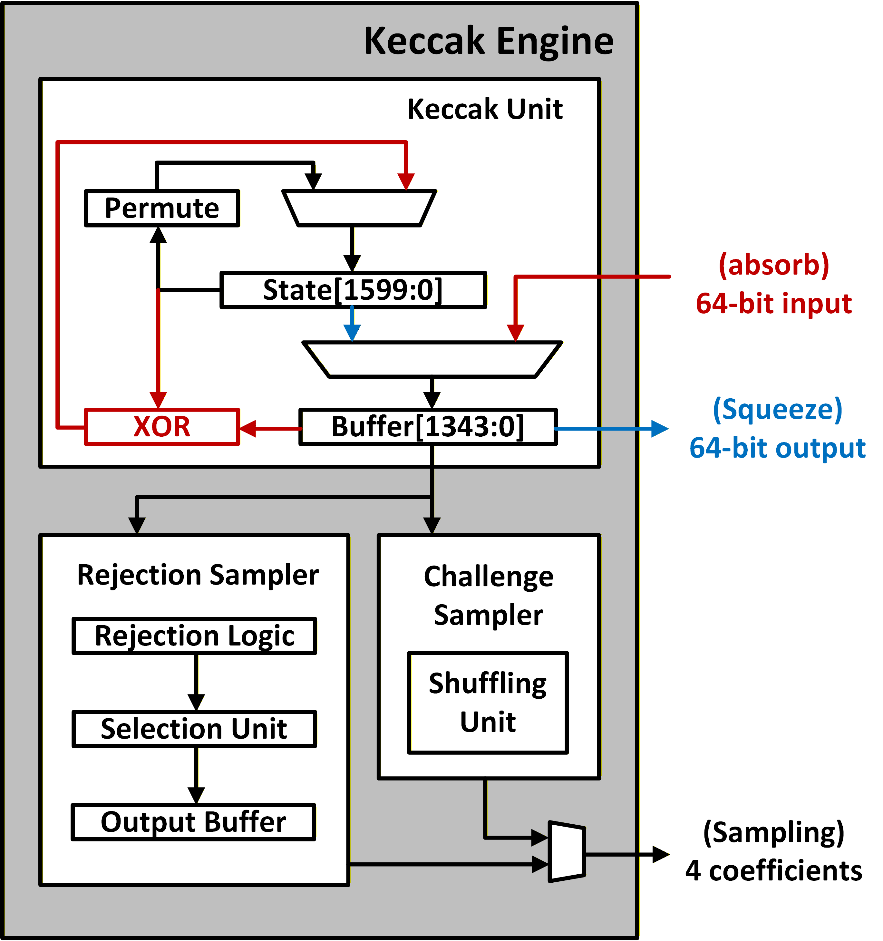 Keccak Engine
Keccak Unit
Permute
State[1599:0]
(absorb)
64-bit input
XOR
Buffer[1343:0]
(Squeeze)
64-bit output
Rejection Sampler
Rejection Logic
Selection Unit
Output Buffer
Challenge
Sampler
Shuffling
Unit
(Sampling)
4 coefficients